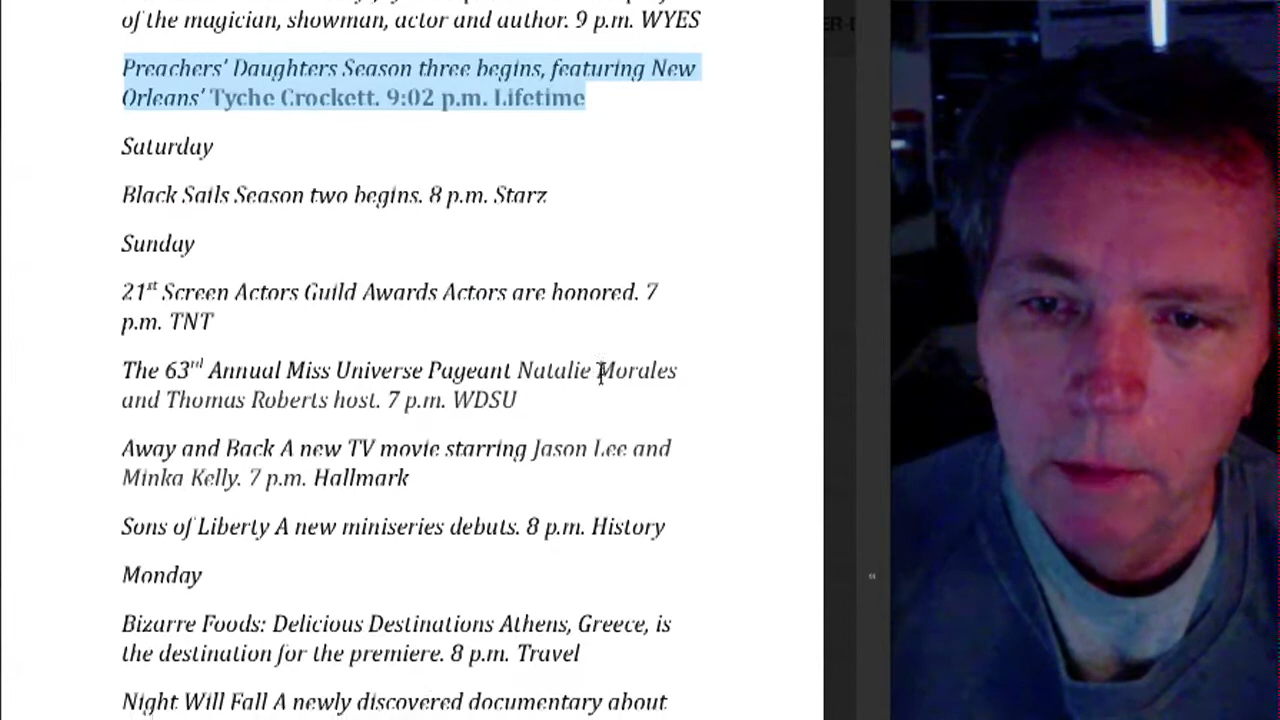 of the magician, showman, actor and author. 9 p.m. WYES
Preachers' Daughters Season three begins, featuring New
Orleans' Tyche Crockett. 9:02 p.m. Lifetime
Saturday
Black Sails Season two begins. 8 p.m. Starz
Sunday
21st Screen Actors Guild Awards Actors are honored. 7
p.m. TNT
The 63rd Annual Miss Universe Pageant Natalie Morales
and Thomas Roberts host. 7 p.m. WDSU
Away and Back A new TV movie starring Jason Lee and
Minka Kelly. 7 p.m. Hallmark
Sons of Liberty A new miniseries debuts. 8 p.m. History
Monday
Bizarre Foods: Delicious Destinations Athens, Greece, is
the destination for the premiere. 8 p.m. Travel
Night Will Fall A newly discovered documentary about